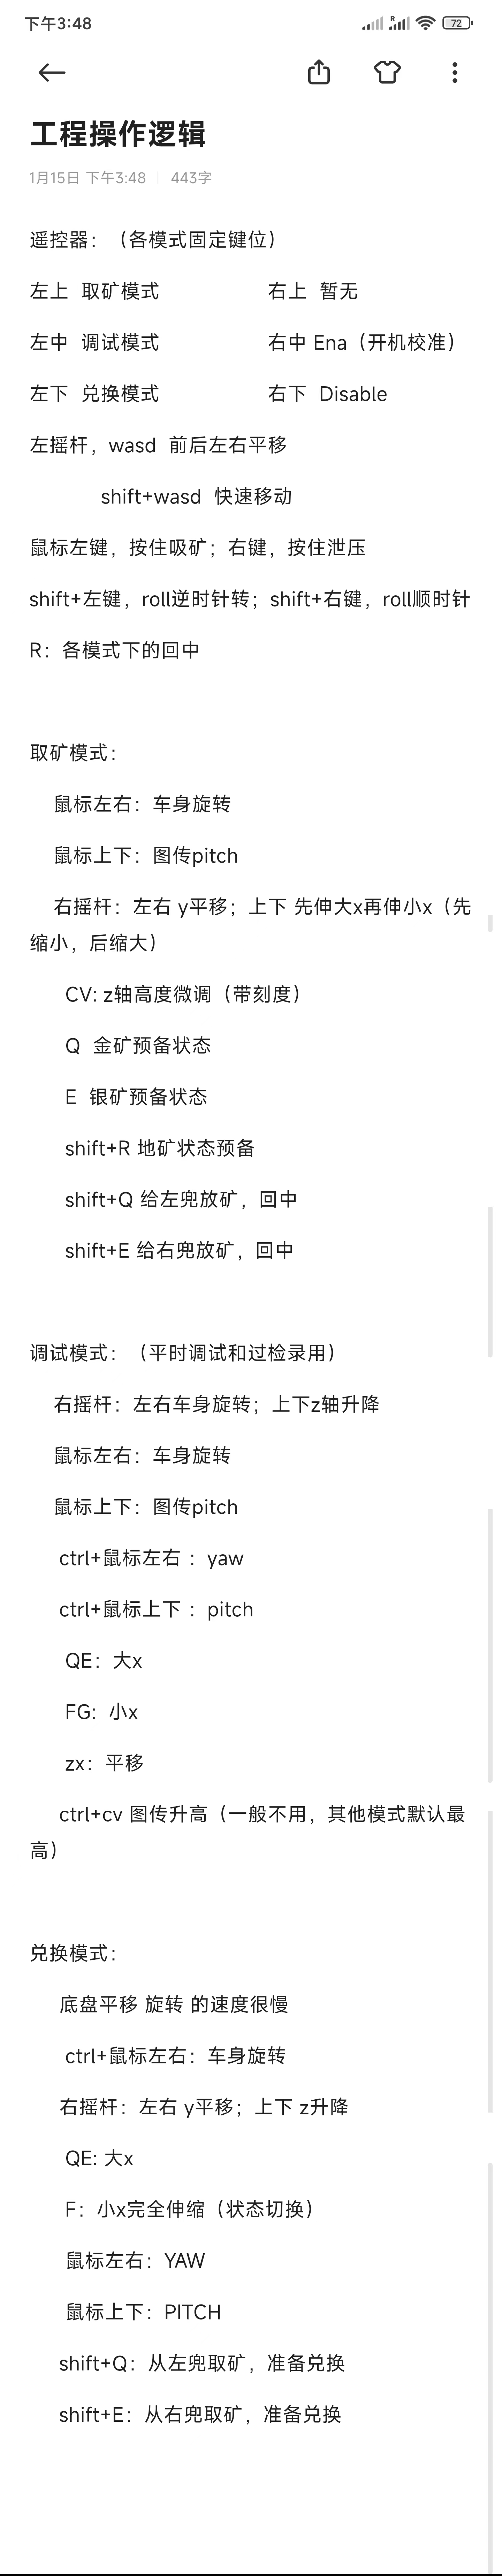 下午3:48
R
72
工程操作逻辑
1月15日 下午3:48 | 443字
遥控器：（各模式固定键位）
左上 取矿模式 右上 暂无
左中 调试模式 右中 Ena（开机校准）
左下 兑换模式 右下 Disable
左摇杆，wasd 前后左右平移
shift+wasd 快速移动
鼠标左键，按住吸矿；右键，按住泄压
shift+左键，roll逆时针转；shift+右键，roll顺时针
R：各模式下的回中
取矿模式：
鼠标左右：车身旋转
鼠标上下：图传pitch
右摇杆：左右 y平移；上下 先伸大x再伸小x（先
缩小，后缩大）
CV: z轴高度微调（带刻度）
Q 金矿预备状态
E 银矿预备状态
shift+R 地矿状态预备
shift+Q 给左兜放矿，回中
shift+E 给右兜放矿，回中
调试模式：（平时调试和过检录用）
右摇杆：左右车身旋转；上下z轴升降
鼠标左右：车身旋转
鼠标上下：图传pitch
ctrl+鼠标左右 ：yaw
ctrl+鼠标上下 ：pitch
QE：大x
FG：小x
zx：平移
ctrl+cv 图传升高（一般不用，其他模式默认最
高）
兑换模式：
底盘平移 旋转 的速度很慢
ctrl+鼠标左右：车身旋转
右摇杆：左右 y平移；上下 z升降
QE: 大x
F：小x完全伸缩（状态切换）
鼠标左右：YAW
鼠标上下：PITCH
shift+Q：从左兜取矿，准备兑换
shift+E：从右兜取矿，准备兑换